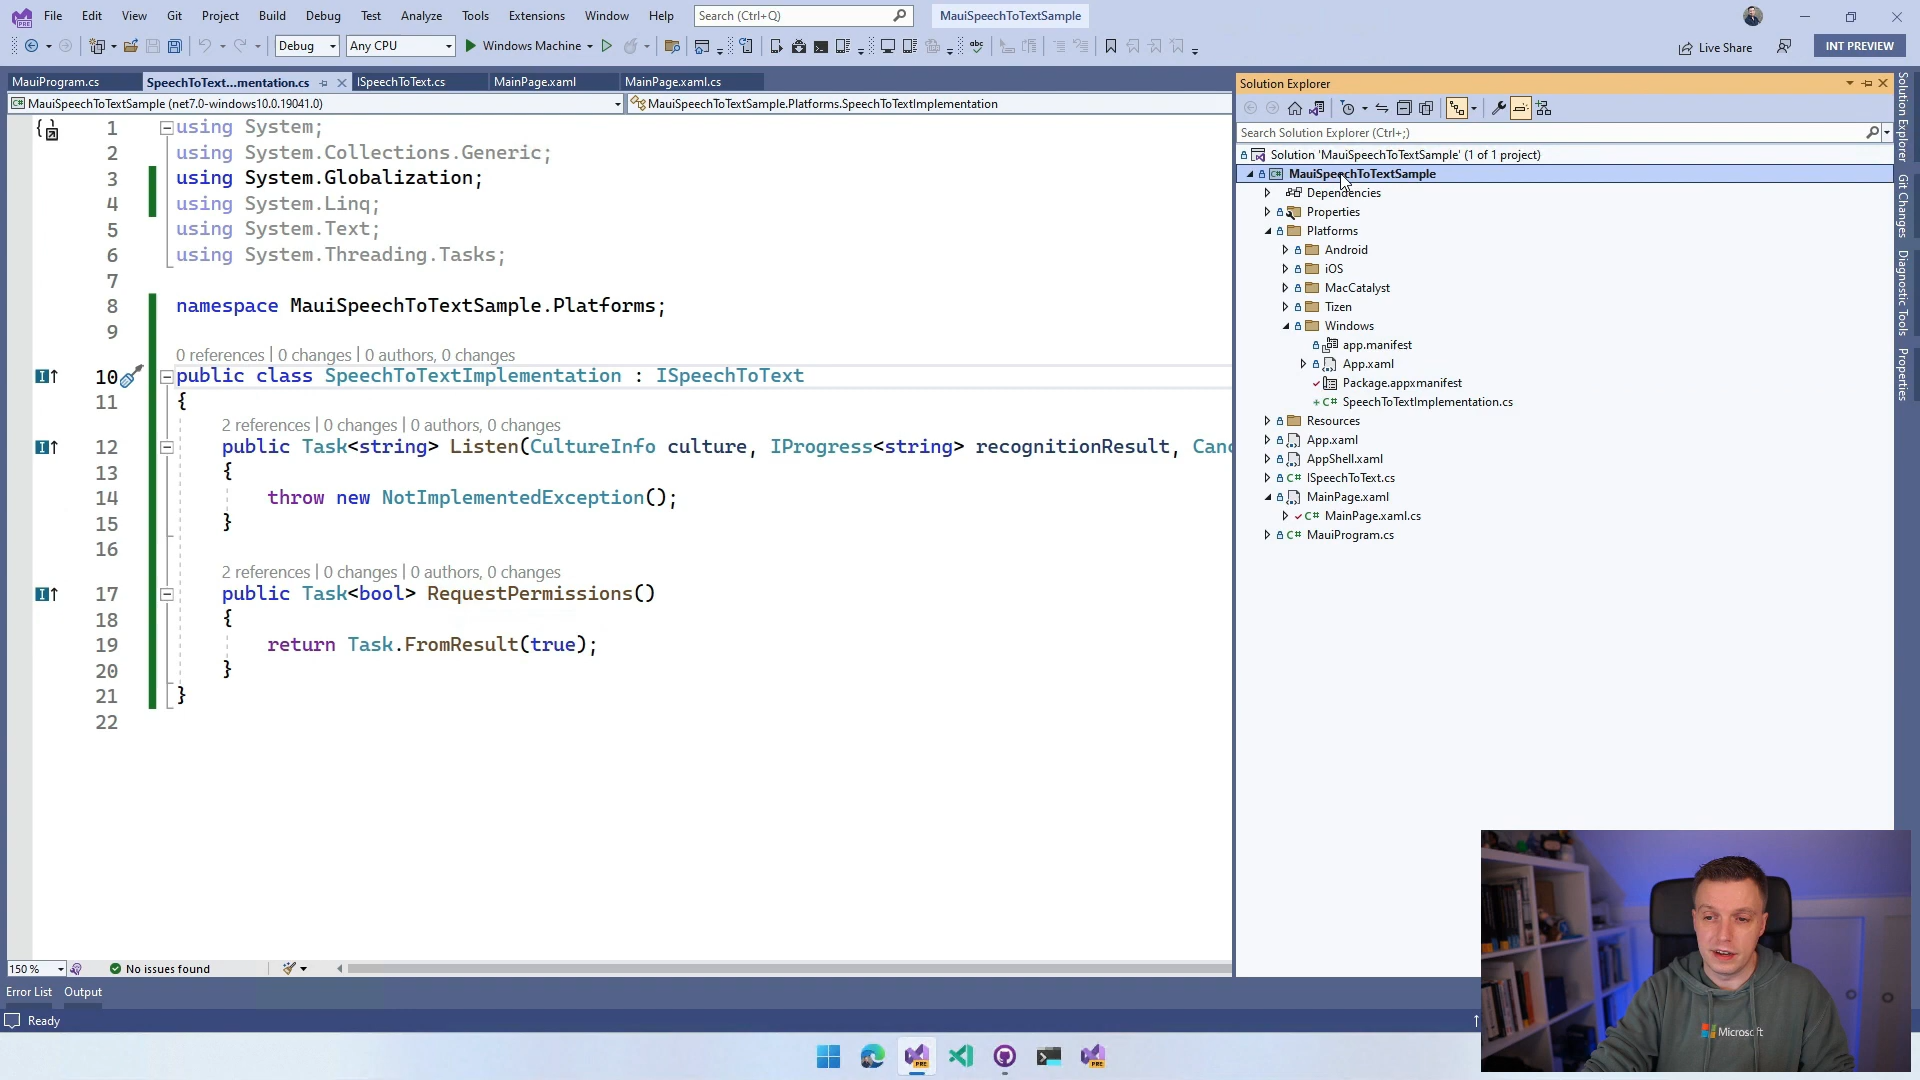 File Edit View Git Project Build Debug Test Analyze Tools Extensions Window Help Search (Ctrl+Q) MauiSpeechToTextSample
Debug Any CPU Windows Machine Live Share INT PREVIEW
MauiProgram.cs SpeechToText...mentation.cs ISpeechToText.cs MainPage.xaml MainPage.xaml.cs
MauiSpeechToTextSample (net7.0-windows10.0.19041.0) MauiSpeechToTextSample.Platforms.SpeechToTextImplementation
1 using System;
2 using System.Collections.Generic;
3 using System.Globalization;
4 using System.Linq;
5 using System.Text;
6 using System.Threading.Tasks;
7
8 namespace MauiSpeechToTextSample.Platforms;
9
0 references | 0 changes | 0 authors, 0 changes
10 public class SpeechToTextImplementation : ISpeechToText
11 {
2 references | 0 changes | 0 authors, 0 changes
12 public Task<string> Listen(CultureInfo culture, IProgress<string> recognitionResult, Canc
13 {
14 throw new NotImplementedException();
15 }
16
2 references | 0 changes | 0 authors, 0 changes
17 public Task<bool> RequestPermissions()
18 {
19 return Task.FromResult(true);
20 }
21 }
22
150 % No issues found
Error List Output
Ready
Solution Explorer
Search Solution Explorer (Ctrl+;)
Solution 'MauiSpeechToTextSample' (1 of 1 project)
MauiSpeechToTextSample
Dependencies
Properties
Platforms
Android
iOS
MacCatalyst
Tizen
Windows
app.manifest
App.xaml
Package.appxmanifest
SpeechToTextImplementation.cs
Resources
App.xaml
AppShell.xaml
ISpeechToText.cs
MainPage.xaml
MainPage.xaml.cs
MauiProgram.cs
Solution Explorer
Git Changes
Diagnostic Tools
Properties
Microsoft